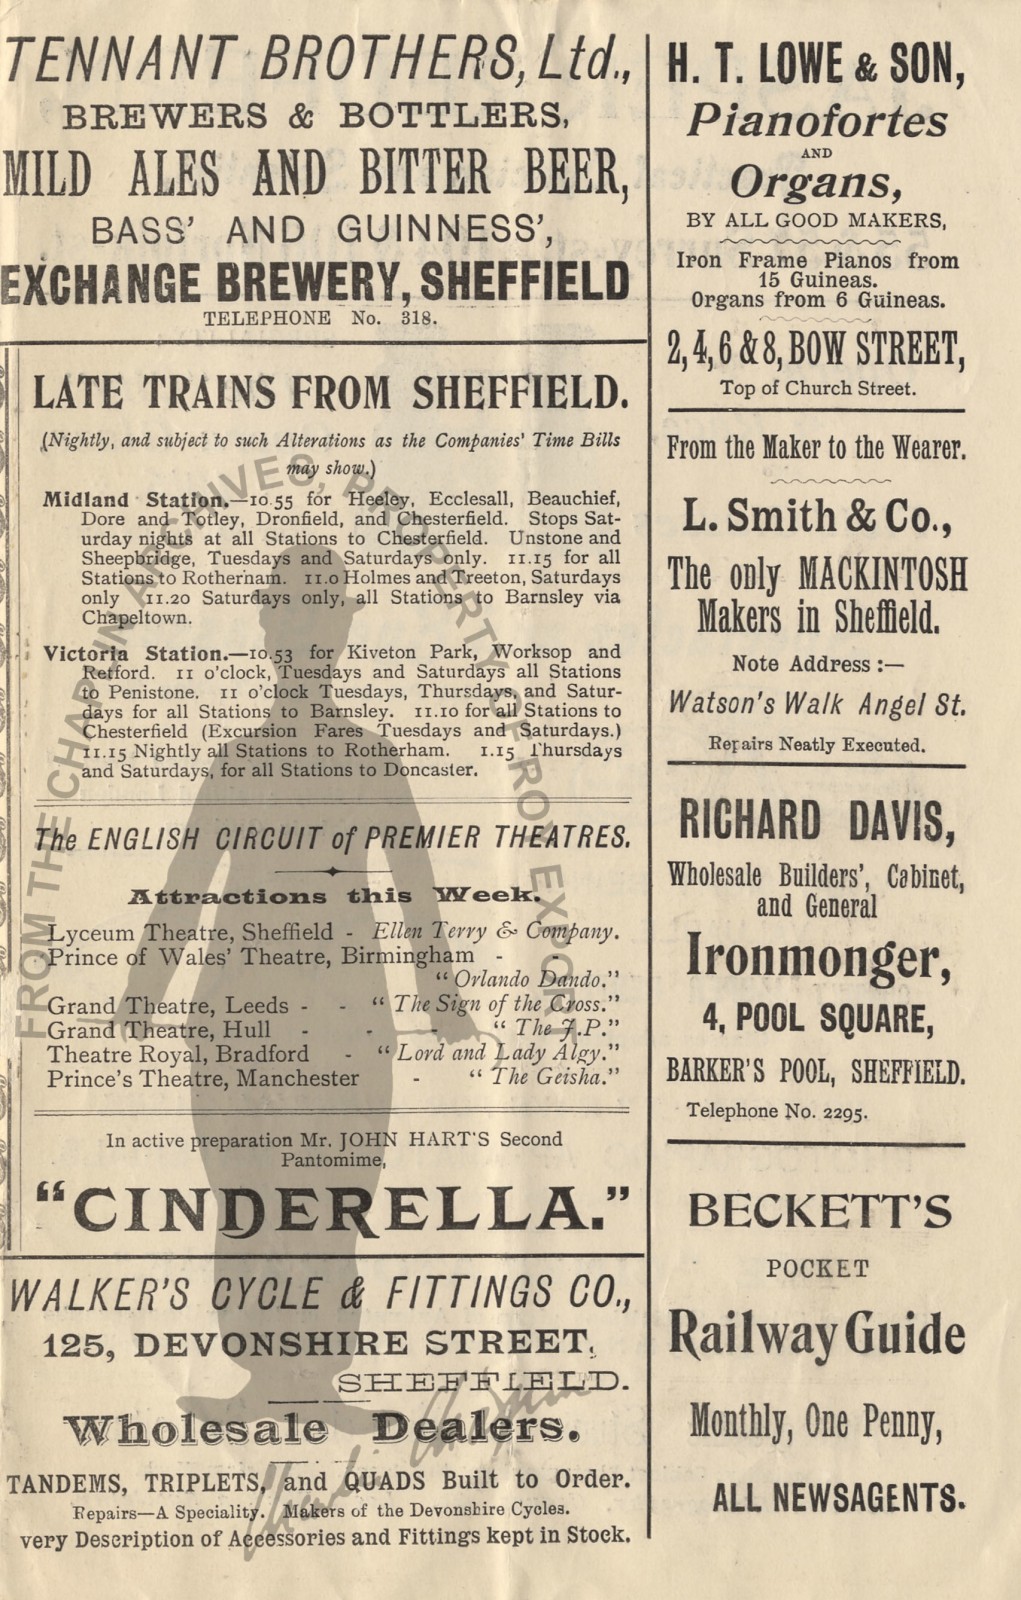 TENNANT BROTHERS, Ltd.,
BREWERS & BOTTLERS,
MILD ALES AND BITTER BEER,
BASS' AND GUINNESS',
EXCHANGE BREWERY, SHEFFIELD
TELEPHONE No. 318.
LATE TRAINS FROM SHEFFIELD.
(Nightly, and subject to such Alterations as the Companies' Time Bills
may show.)
Midland Station.—10.55 for Heeley, Ecclesall, Beauchief,
Dore and Totley, Dronfield, and Chesterfield. Stops Sat-
urday nights at all Stations to Chesterfield. Unstone and
Sheepbridge, Tuesdays and Saturdays only. 11.15 for all
Stations to Rotherham. 11.0 Holmes and Treeton, Saturdays
only 11.20 Saturdays only, all Stations to Barnsley via
Chapeltown.
Victoria Station.—10.53 for Kiveton Park, Worksop and
Retford. 11 o'clock, Tuesdays and Saturdays all Stations
to Penistone. 11 o'clock Tuesdays, Thursdays, and Satur-
days for all Stations to Barnsley. 11.10 for all Stations to
Chesterfield (Excursion Fares Tuesdays and Saturdays.)
11.15 Nightly all Stations to Rotherham. 1.15 Thursdays
and Saturdays, for all Stations to Doncaster.
The ENGLISH CIRCUIT of PREMIER THEATRES.
Attractions this Week.
Lyceum Theatre, Sheffield - Ellen Terry & Company.
Prince of Wales' Theatre, Birmingham - -
"Orlando Dando."
Grand Theatre, Leeds - - "The Sign of the Cross."
Grand Theatre, Hull - - - "The J.P."
Theatre Royal, Bradford - "Lord and Lady Algy."
Prince's Theatre, Manchester - "The Geisha."
In active preparation Mr. JOHN HART'S Second
Pantomime,
"CINDERELLA."
WALKER'S CYCLE & FITTINGS CO.,
125, DEVONSHIRE STREET,
SHEFFIELD.
Wholesale Dealers.
TANDEMS, TRIPLETS, and QUADS Built to Order.
Repairs—A Speciality. Makers of the Devonshire Cycles.
very Description of Accessories and Fittings kept in Stock.
H. T. LOWE & SON,
Pianofortes
AND
Organs,
BY ALL GOOD MAKERS,
Iron Frame Pianos from
15 Guineas.
Organs from 6 Guineas.
2, 4, 6 & 8, BOW STREET,
Top of Church Street.
From the Maker to the Wearer.
L. Smith & Co.,
The only MACKINTOSH
Makers in Sheffield.
Note Address :—
Watson's Walk Angel St.
Repairs Neatly Executed.
RICHARD DAVIS,
Wholesale Builders', Cabinet,
and General
Ironmonger,
4, POOL SQUARE,
BARKER'S POOL, SHEFFIELD.
Telephone No. 2295.
BECKETT'S
POCKET
Railway Guide
Monthly, One Penny,
ALL NEWSAGENTS.
FROM THE CHAPLIN ARCHIVES, PROPERTY OF ROY EXPORT
Charlie Chaplin